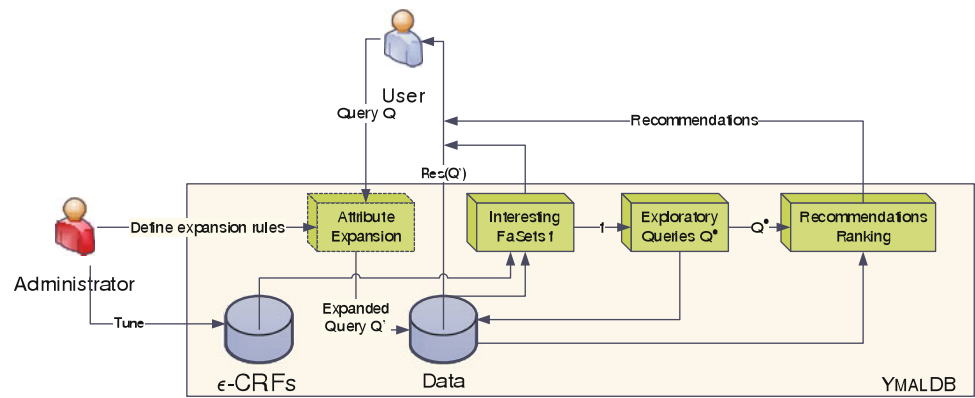 User
Query Q
Recommendations
Res(Q')
Attribute
Expansion
Interesting
FaSets f
Exploratory
Queries Q*
Recommendations
Ranking
Define expansion rules
f
Q*
Administrator
Tune
Expanded
Query Q'
ϵ-CRFs
Data
YMALDB